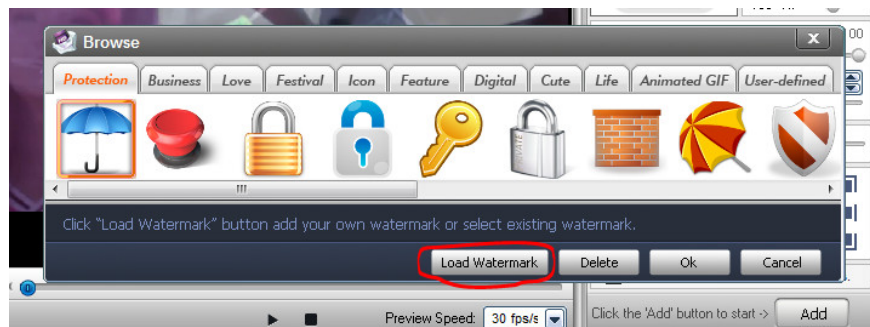 Browse
X
00
Protection Business Love Festival Icon Feature Digital Cute Life Animated GIF User-defined
PRIVATE
Click "Load Watermark" button add your own watermark or select existing watermark.
Load Watermark Delete Ok Cancel
Preview Speed: 30 fps/s Click the 'Add' button to start -> Add